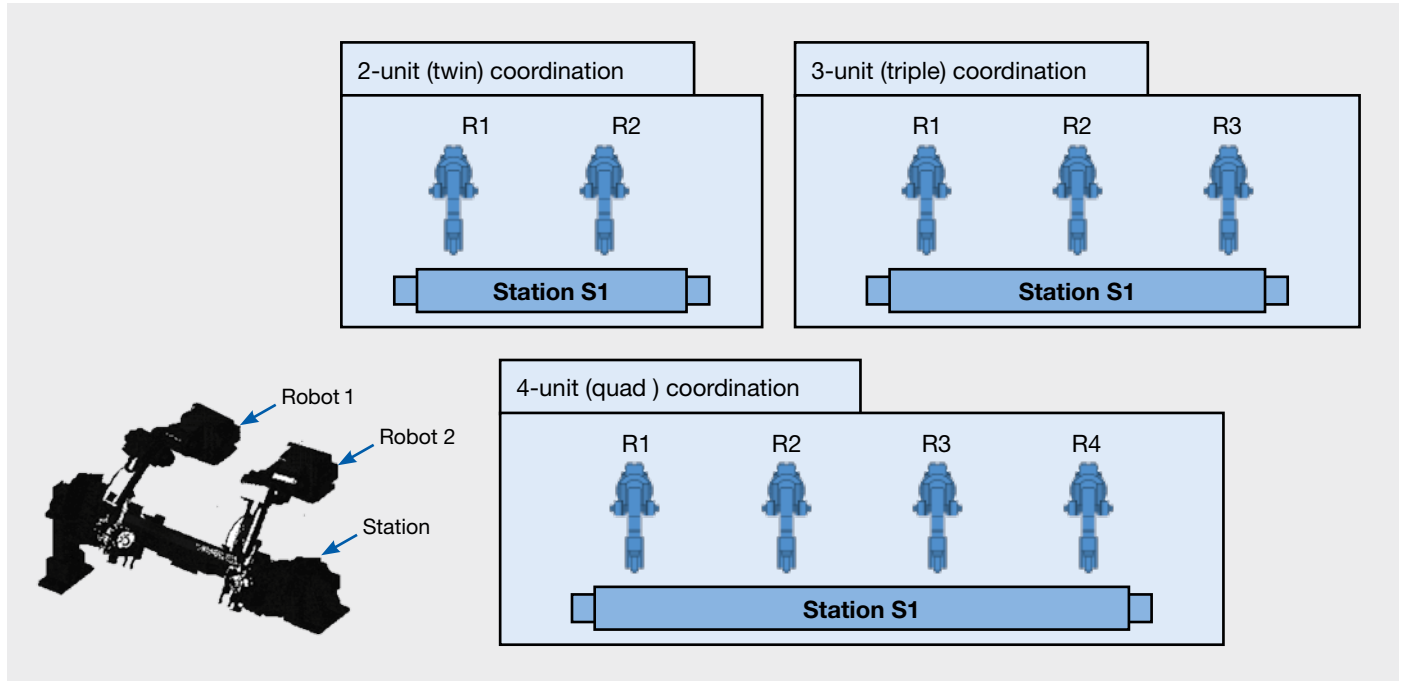 2-unit (twin) coordination
R1 R2
Station S1
3-unit (triple) coordination
R1 R2 R3
Station S1
Robot 1
Robot 2
Station
4-unit (quad ) coordination
R1 R2 R3 R4
Station S1